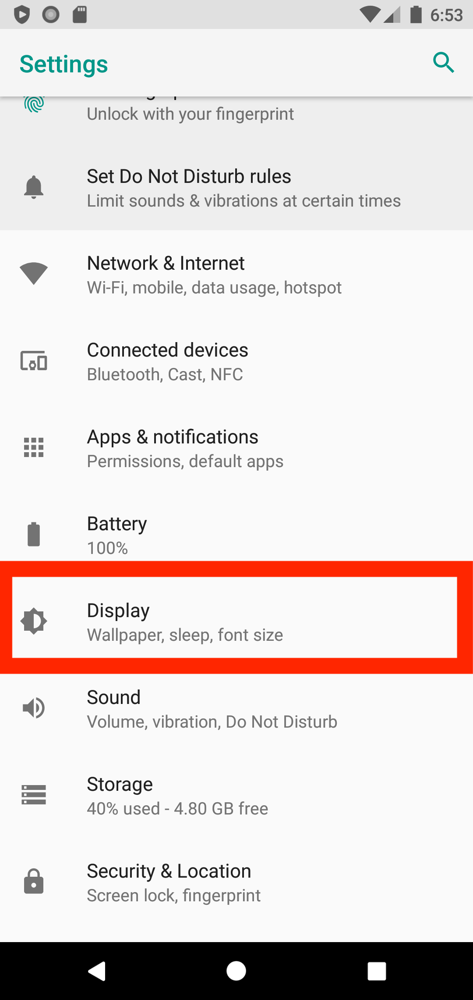 6:53
Settings
Unlock with your fingerprint
Set Do Not Disturb rules
Limit sounds & vibrations at certain times
Network & Internet
Wi-Fi, mobile, data usage, hotspot
Connected devices
Bluetooth, Cast, NFC
Apps & notifications
Permissions, default apps
Battery
100%
Display
Wallpaper, sleep, font size
Sound
Volume, vibration, Do Not Disturb
Storage
40% used - 4.80 GB free
Security & Location
Screen lock, fingerprint